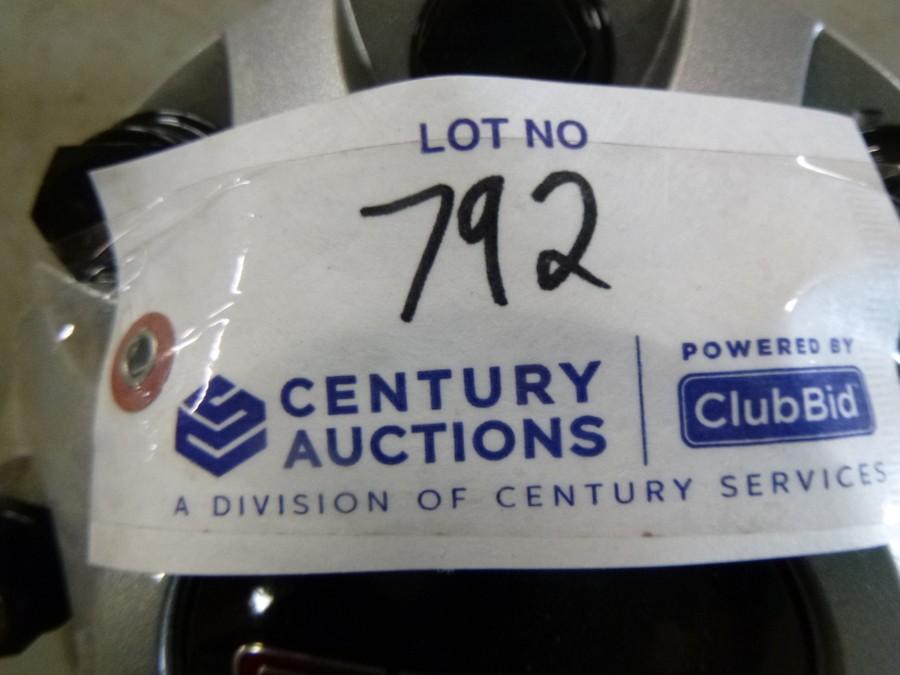 LOT NO
792
CENTURY
AUCTIONS
POWERED BY
ClubBid
A DIVISION OF CENTURY SERVICES